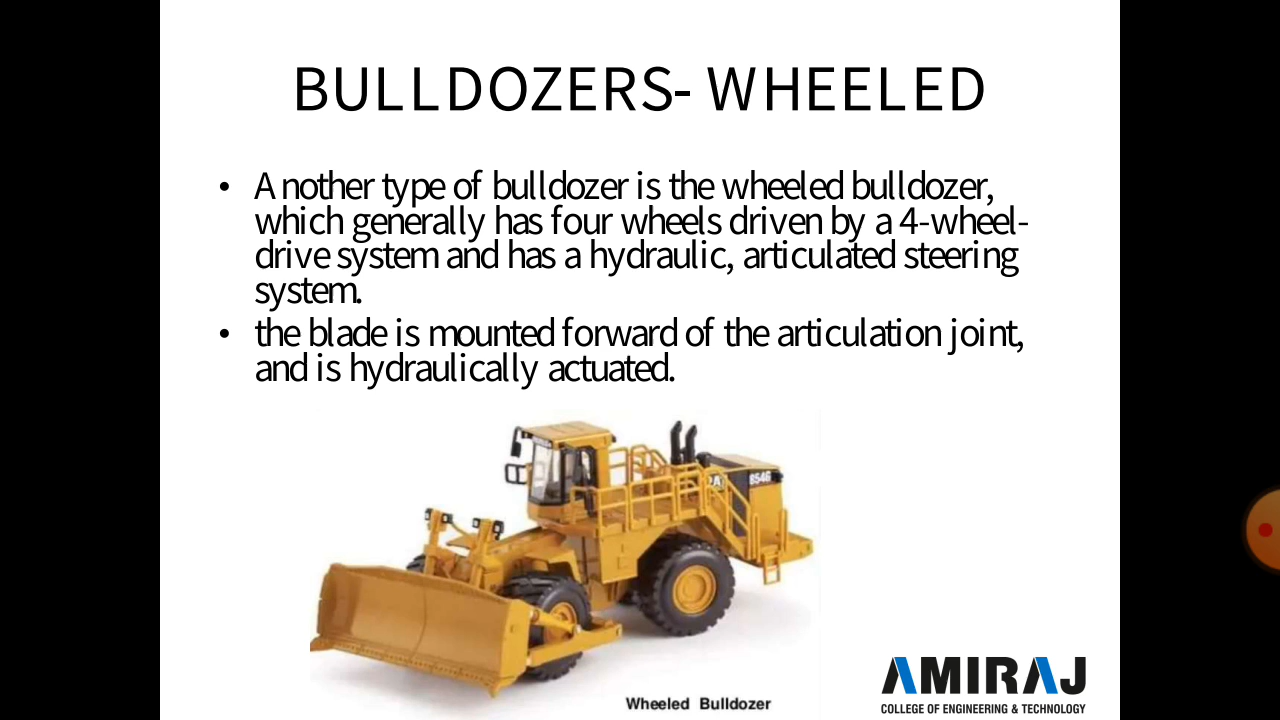 BULLDOZERS- WHEELED
• Another type of bulldozer is the wheeled bulldozer,
which generally has four wheels driven by a 4-wheel-
drive system and has a hydraulic, articulated steering
system.
• the blade is mounted forward of the articulation joint,
and is hydraulically actuated.
854G
Wheeled Bulldozer
AMIRAJ
COLLEGE OF ENGINEERING & TECHNOLOGY